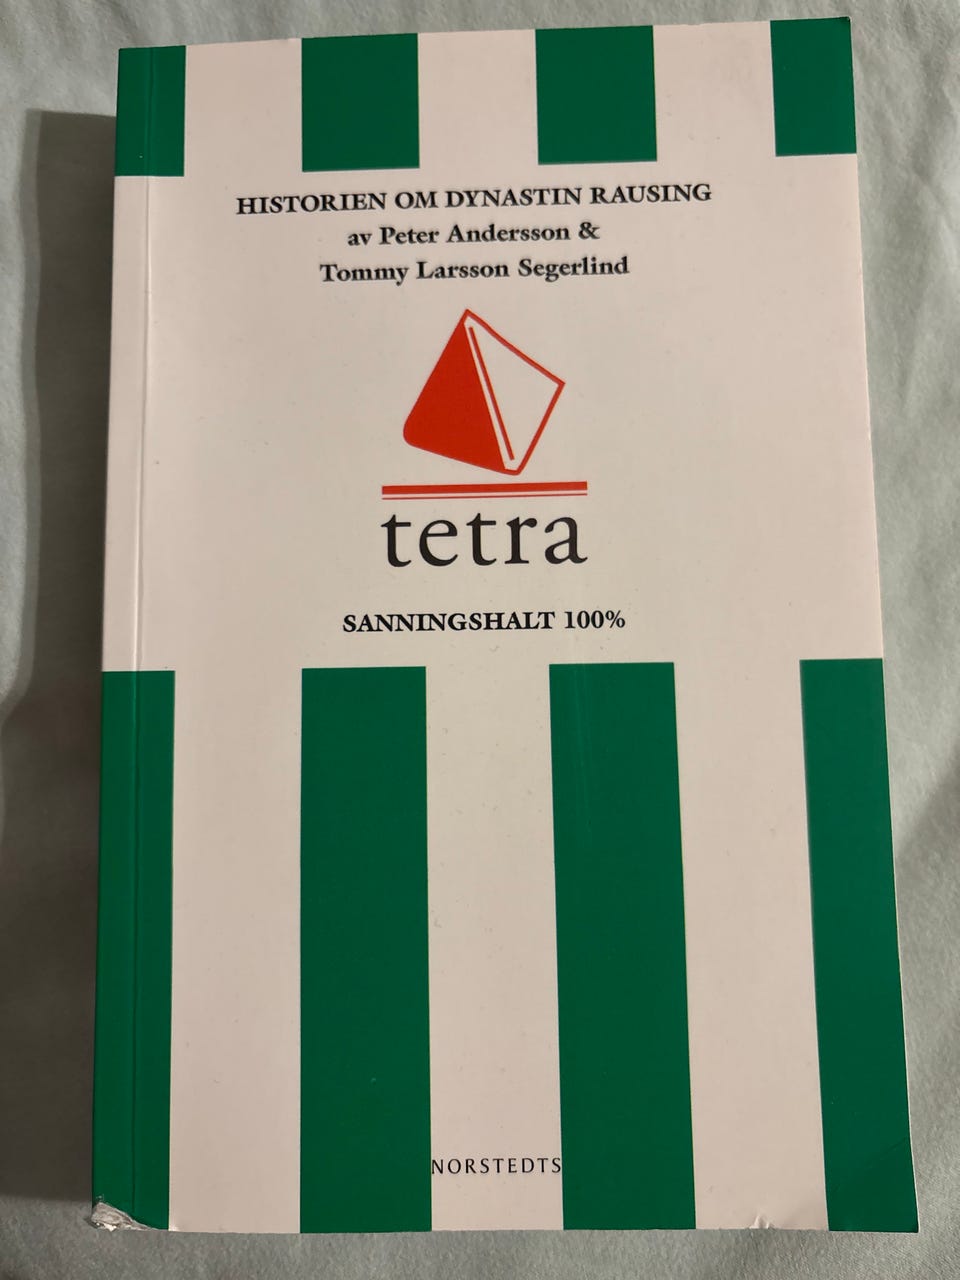 HISTORIEN OM DYNASTIN RAUSING
av Peter Andersson &
Tommy Larsson Segerlind
tetra
SANNINGSHALT 100%
NORSTEDTS